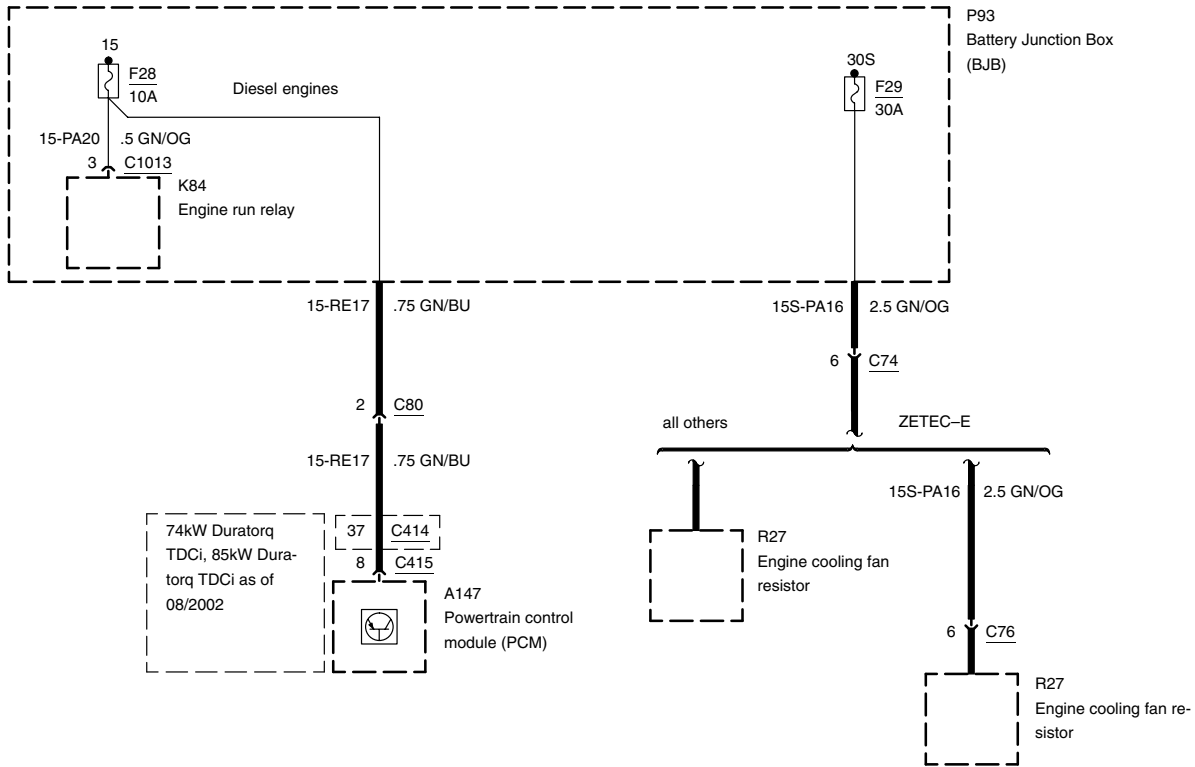 P93
Battery Junction Box
(BJB)
15
F28
10A
Diesel engines
30S
F29
30A
15-PA20 .5 GN/OG
3 C1013
K84
Engine run relay
15-RE17 .75 GN/BU
15S-PA16 2.5 GN/OG
6 C74
2 C80
all others
ZETEC–E
15-RE17 .75 GN/BU
15S-PA16 2.5 GN/OG
74kW Duratorq
TDCi, 85kW Dura-
torq TDCi as of
08/2002
37 C414
8 C415
A147
Powertrain control
module (PCM)
R27
Engine cooling fan
resistor
6 C76
R27
Engine cooling fan re-
sistor